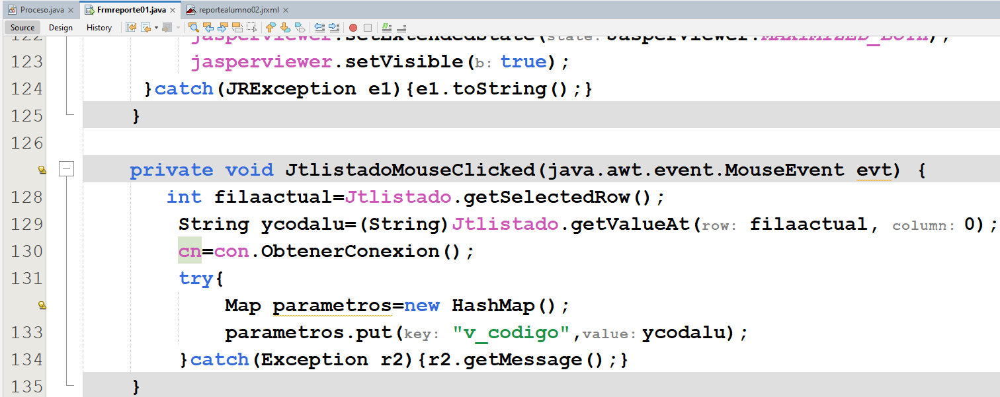 Proceso.java × Frmreporte01.java × reportealumno02.jrxml ×
Source Design History
122 jasperviewer.setExtendedState(state: JasperViewer.MAXIMIZED_BOTH);
123 jasperviewer.setVisible(b: true);
124 }catch(JRException e1){e1.toString();}
125 }
126
private void JtlistadoMouseClicked(java.awt.event.MouseEvent evt) {
128 int filaactual=Jtlistado.getSelectedRow();
129 String ycodalu=(String)Jtlistado.getValueAt(row: filaactual, column: 0);
130 cn=con.ObtenerConexion();
131 try{
Map parametros=new HashMap();
133 parametros.put(key: "v_codigo",value: ycodalu);
134 }catch(Exception r2){r2.getMessage();}
135 }